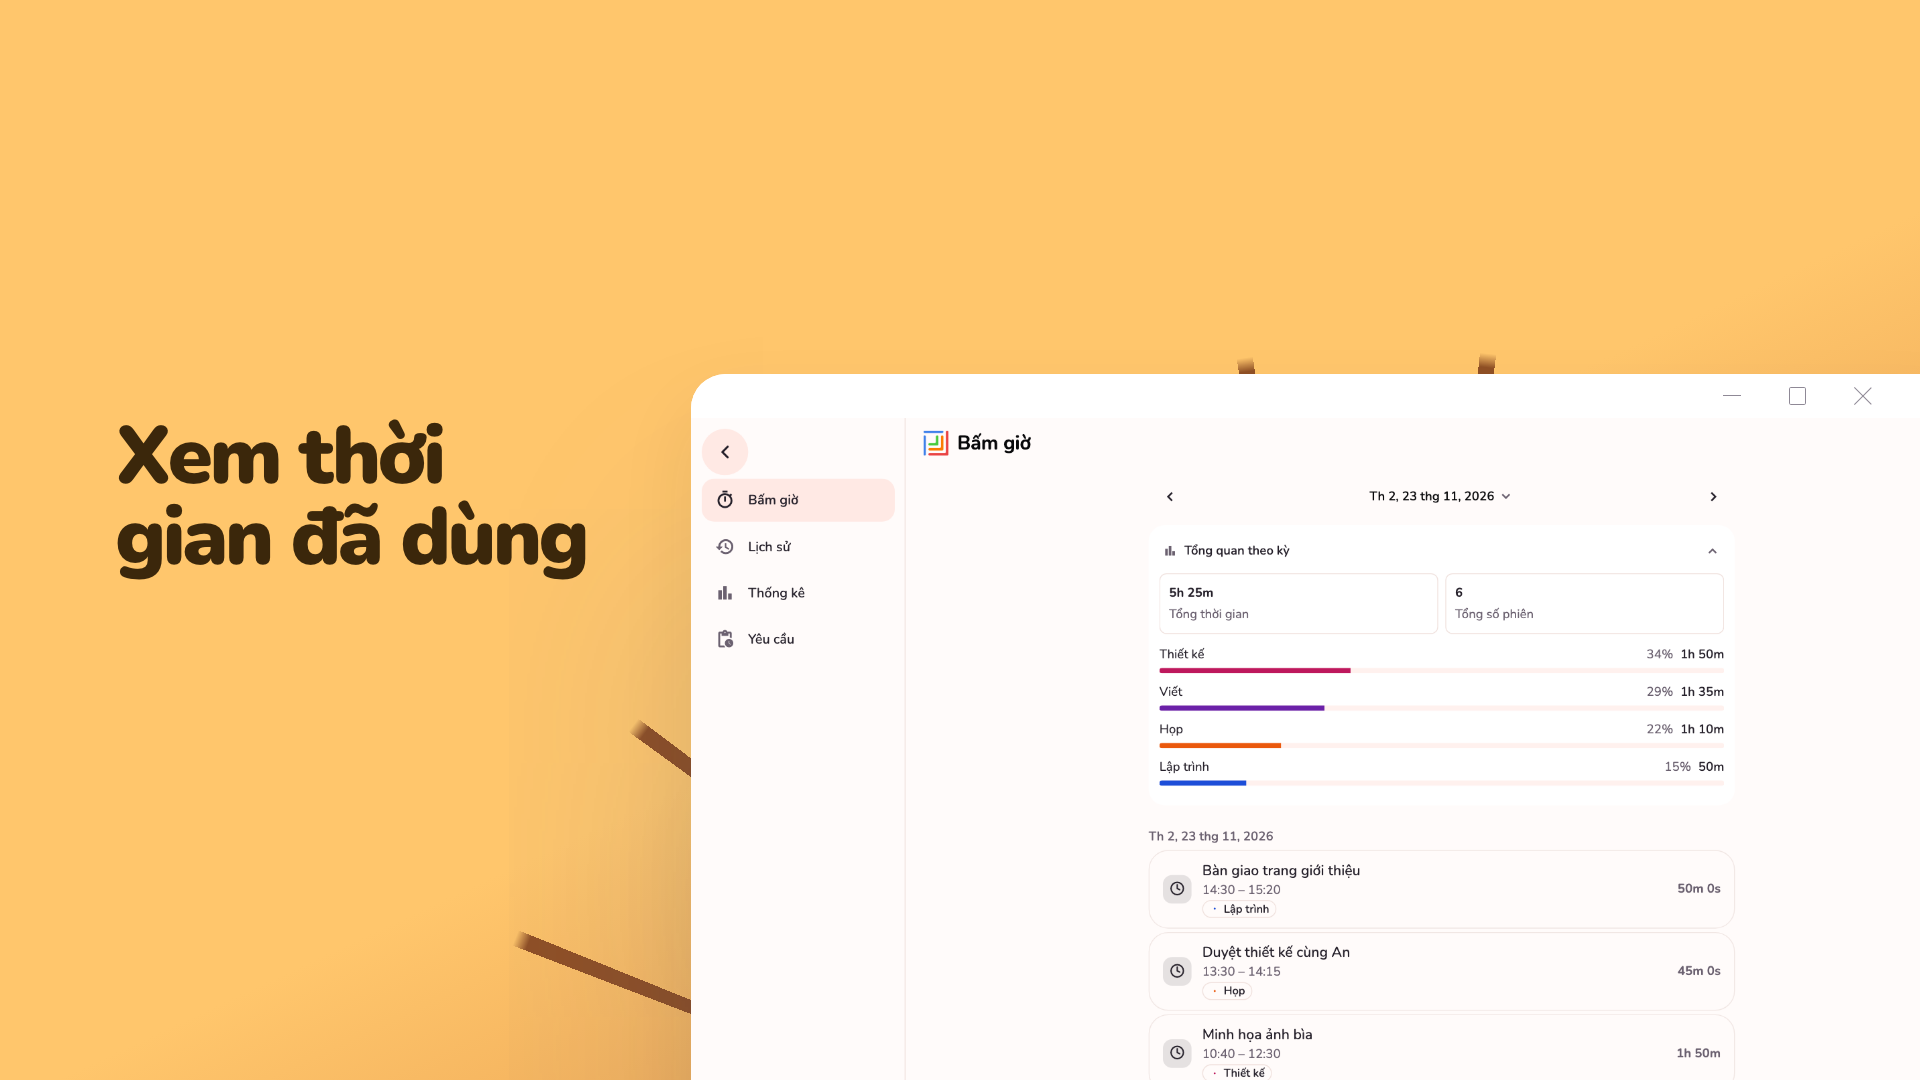 Xem thời
gian đã dùng
Bấm giờ
Bấm giờ
Lịch sử
Thống kê
Yêu cầu
Th 2, 23 thg 11, 2026
Tổng quan theo kỳ
5h 25m
Tổng thời gian
6
Tổng số phiên
Thiết kế 34% 1h 50m
Viết 29% 1h 35m
Họp 22% 1h 10m
Lập trình 15% 50m
Th 2, 23 thg 11, 2026
Bàn giao trang giới thiệu
14:30 – 15:20
50m 0s
Lập trình
Duyệt thiết kế cùng An
13:30 – 14:15
45m 0s
Họp
Minh họa ảnh bìa
10:40 – 12:30
1h 50m
Thiết kế